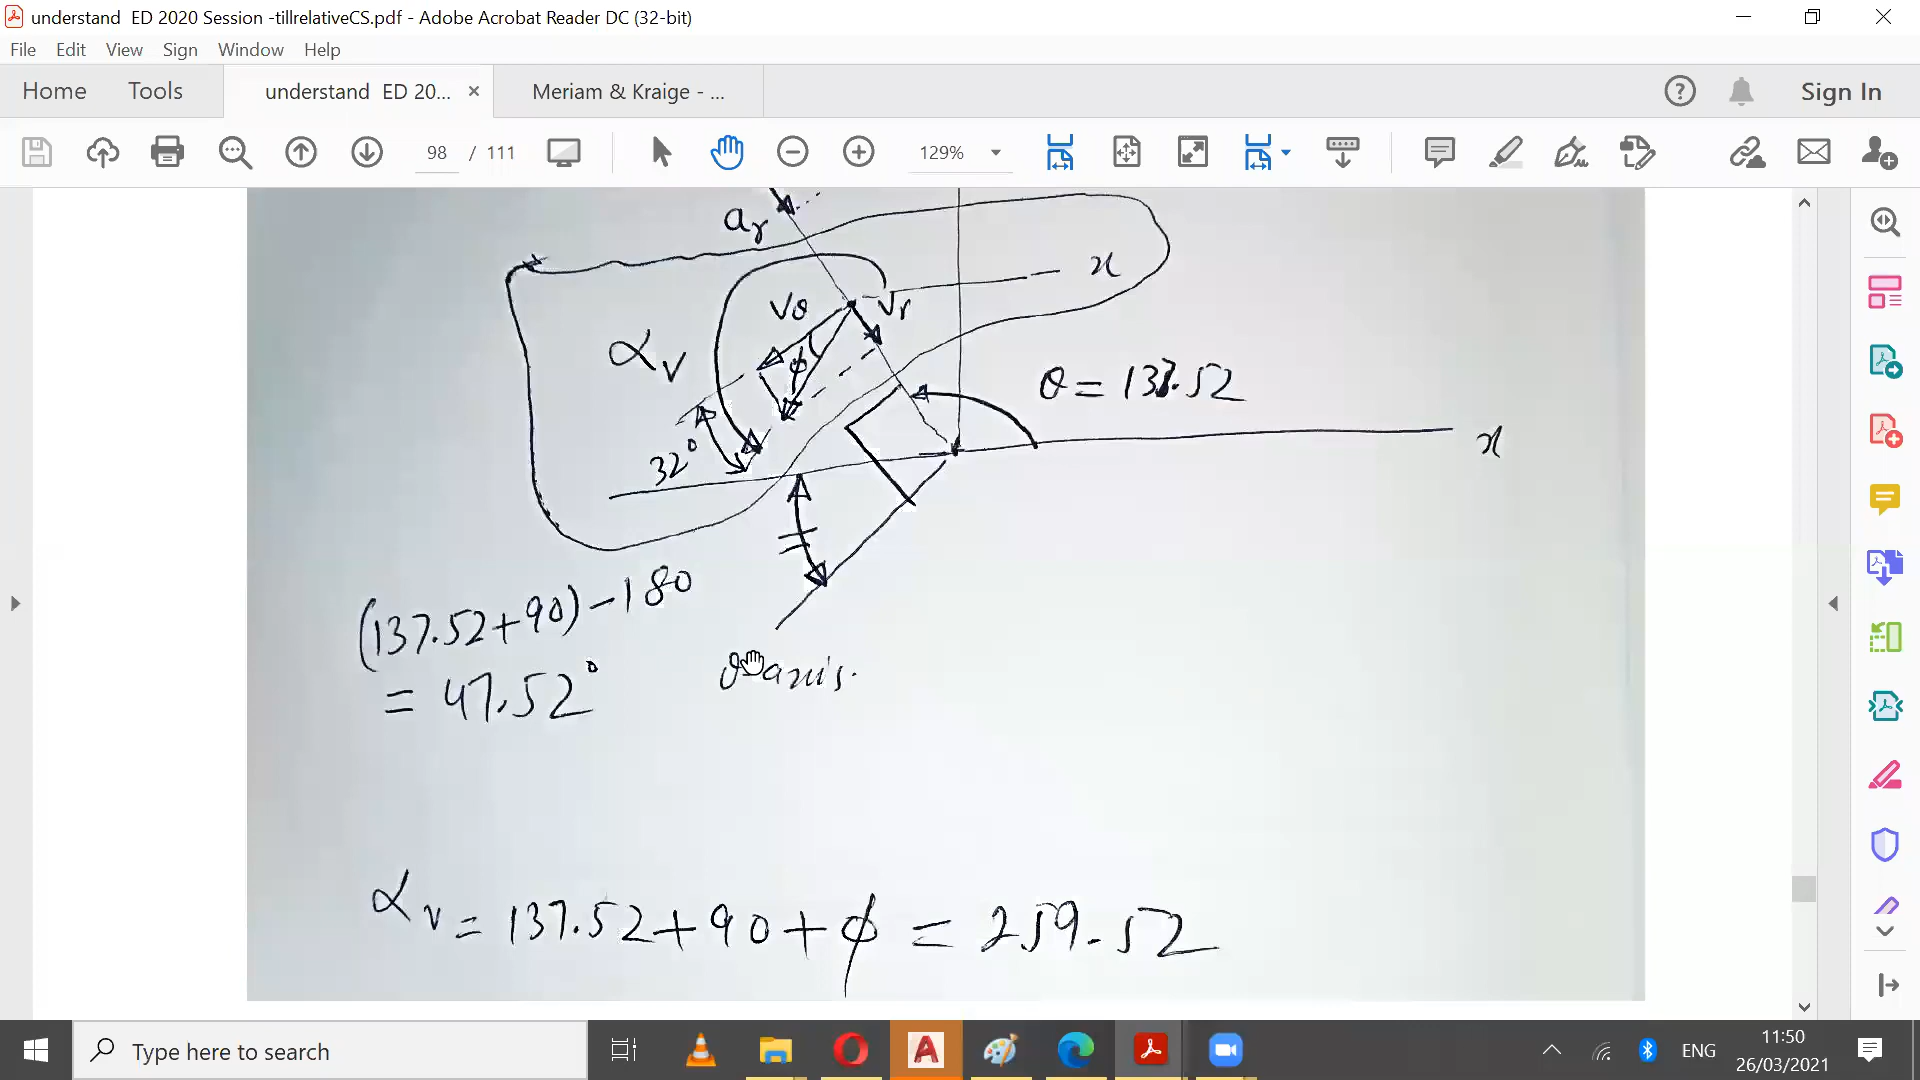 understand ED 2020 Session -tillrelativeCS.pdf - Adobe Acrobat Reader DC (32-bit)
File Edit View Sign Window Help
Home Tools understand ED 20... × Meriam & Kraige - ... Sign In
98 / 111 129%
ar
x
Vθ Vr
αv
ϕ
θ = 137.52
32°
x
(137.52+90)-180
= 47.52°
θ axis.
αv = 137.52+90+ϕ = 259.52
Type here to search
ENG
11:50
26/03/2021